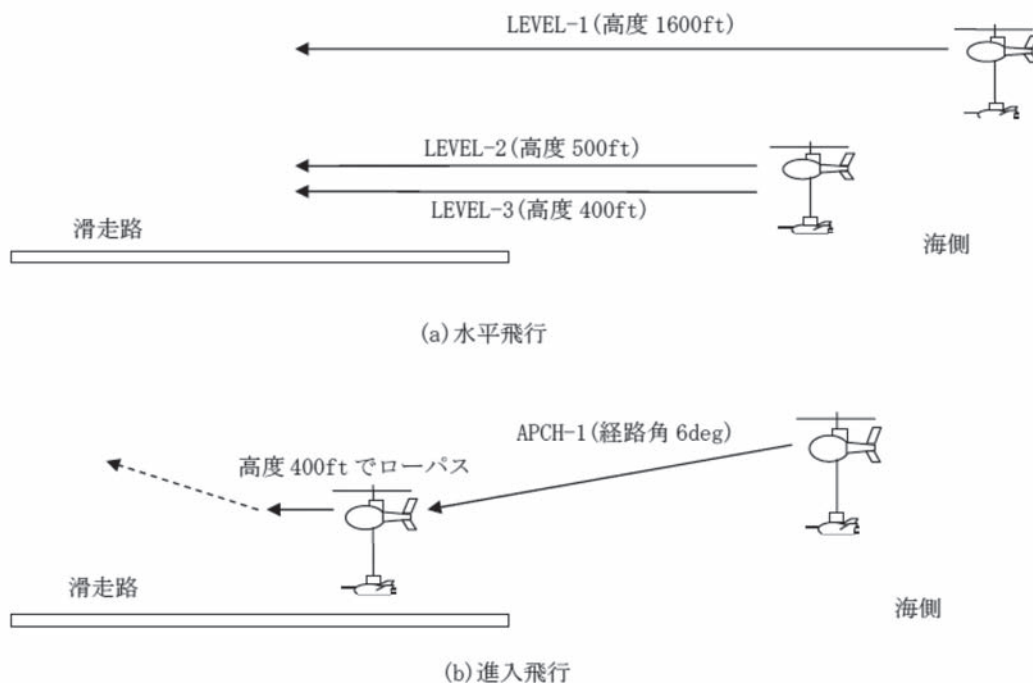 LEVEL-1(高度 1600ft)
LEVEL-2(高度 500ft)
LEVEL-3(高度 400ft)
滑走路
海側
(a)水平飛行
APCH-1(経路角 6deg)
高度 400ft でローパス
滑走路
海側
(b)進入飛行